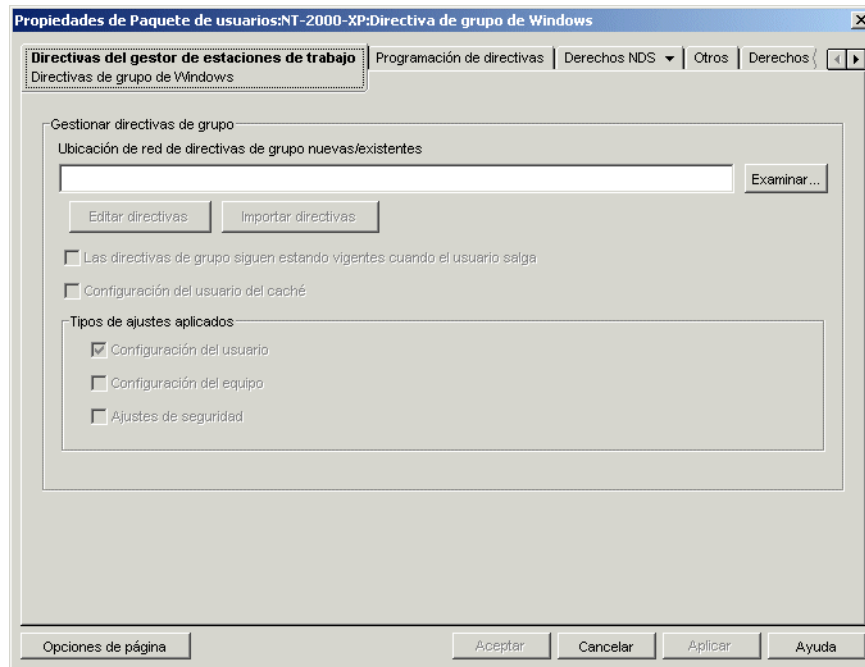 Propiedades de Paquete de usuarios:NT-2000-XP:Directiva de grupo de Windows
Directivas del gestor de estaciones de trabajo
Programación de directivas
Derechos NDS
Otros
Derechos
Directivas de grupo de Windows
Gestionar directivas de grupo
Ubicación de red de directivas de grupo nuevas/existentes
Examinar...
Editar directivas
Importar directivas
Las directivas de grupo siguen estando vigentes cuando el usuario salga
Configuración del usuario del caché
Tipos de ajustes aplicados
Configuración del usuario
Configuración del equipo
Ajustes de seguridad
Opciones de página
Aceptar
Cancelar
Aplicar
Ayuda